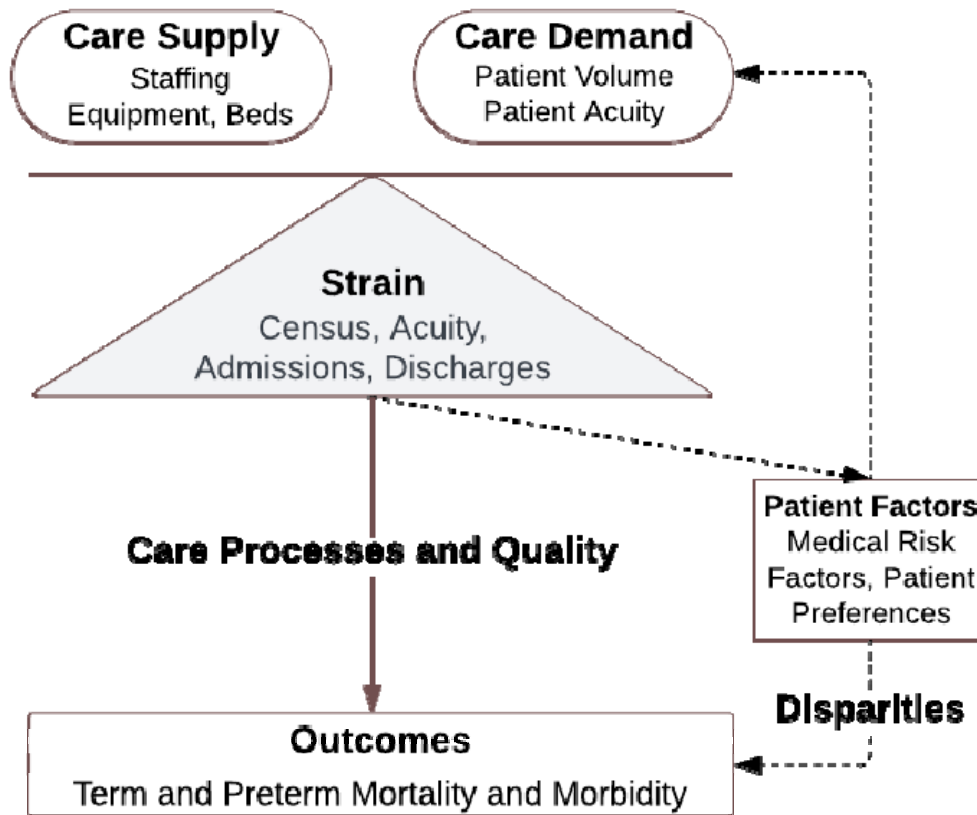 Care Supply
Staffing
Equipment, Beds
Care Demand
Patient Volume
Patient Acuity
Strain
Census, Acuity,
Admissions, Discharges
Care Processes and Quality
Patient Factors
Medical Risk
Factors, Patient
Preferences
Disparities
Outcomes
Term and Preterm Mortality and Morbidity